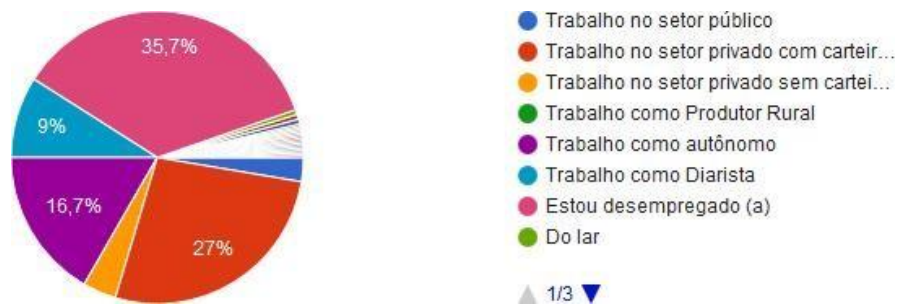 35,7%
9%
16,7%
27%
Trabalho no setor público
Trabalho no setor privado com carteir...
Trabalho no setor privado sem cartei...
Trabalho como Produtor Rural
Trabalho como autônomo
Trabalho como Diarista
Estou desempregado (a)
Do lar
1/3